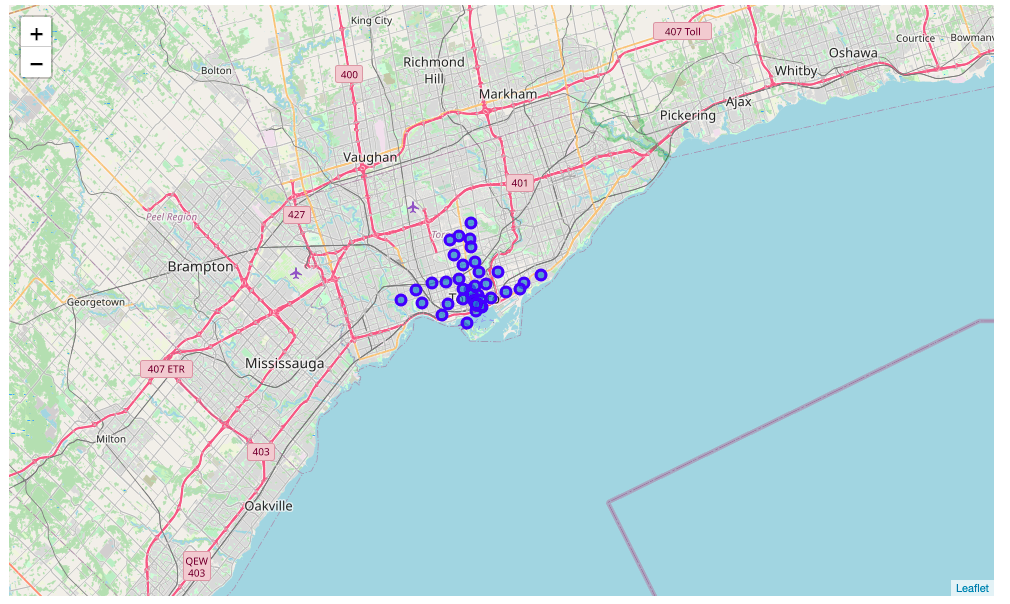 +
−
King City
407 Toll
Courtice
Bowmanv
Oshawa
Richmond
Hill
Whitby
Bolton
400
Markham
Ajax
Pickering
Vaughan
401
Peel Region
427
Brampton
Georgetown
Mississauga
407 ETR
Milton
403
Oakville
QEW
403
Leaflet